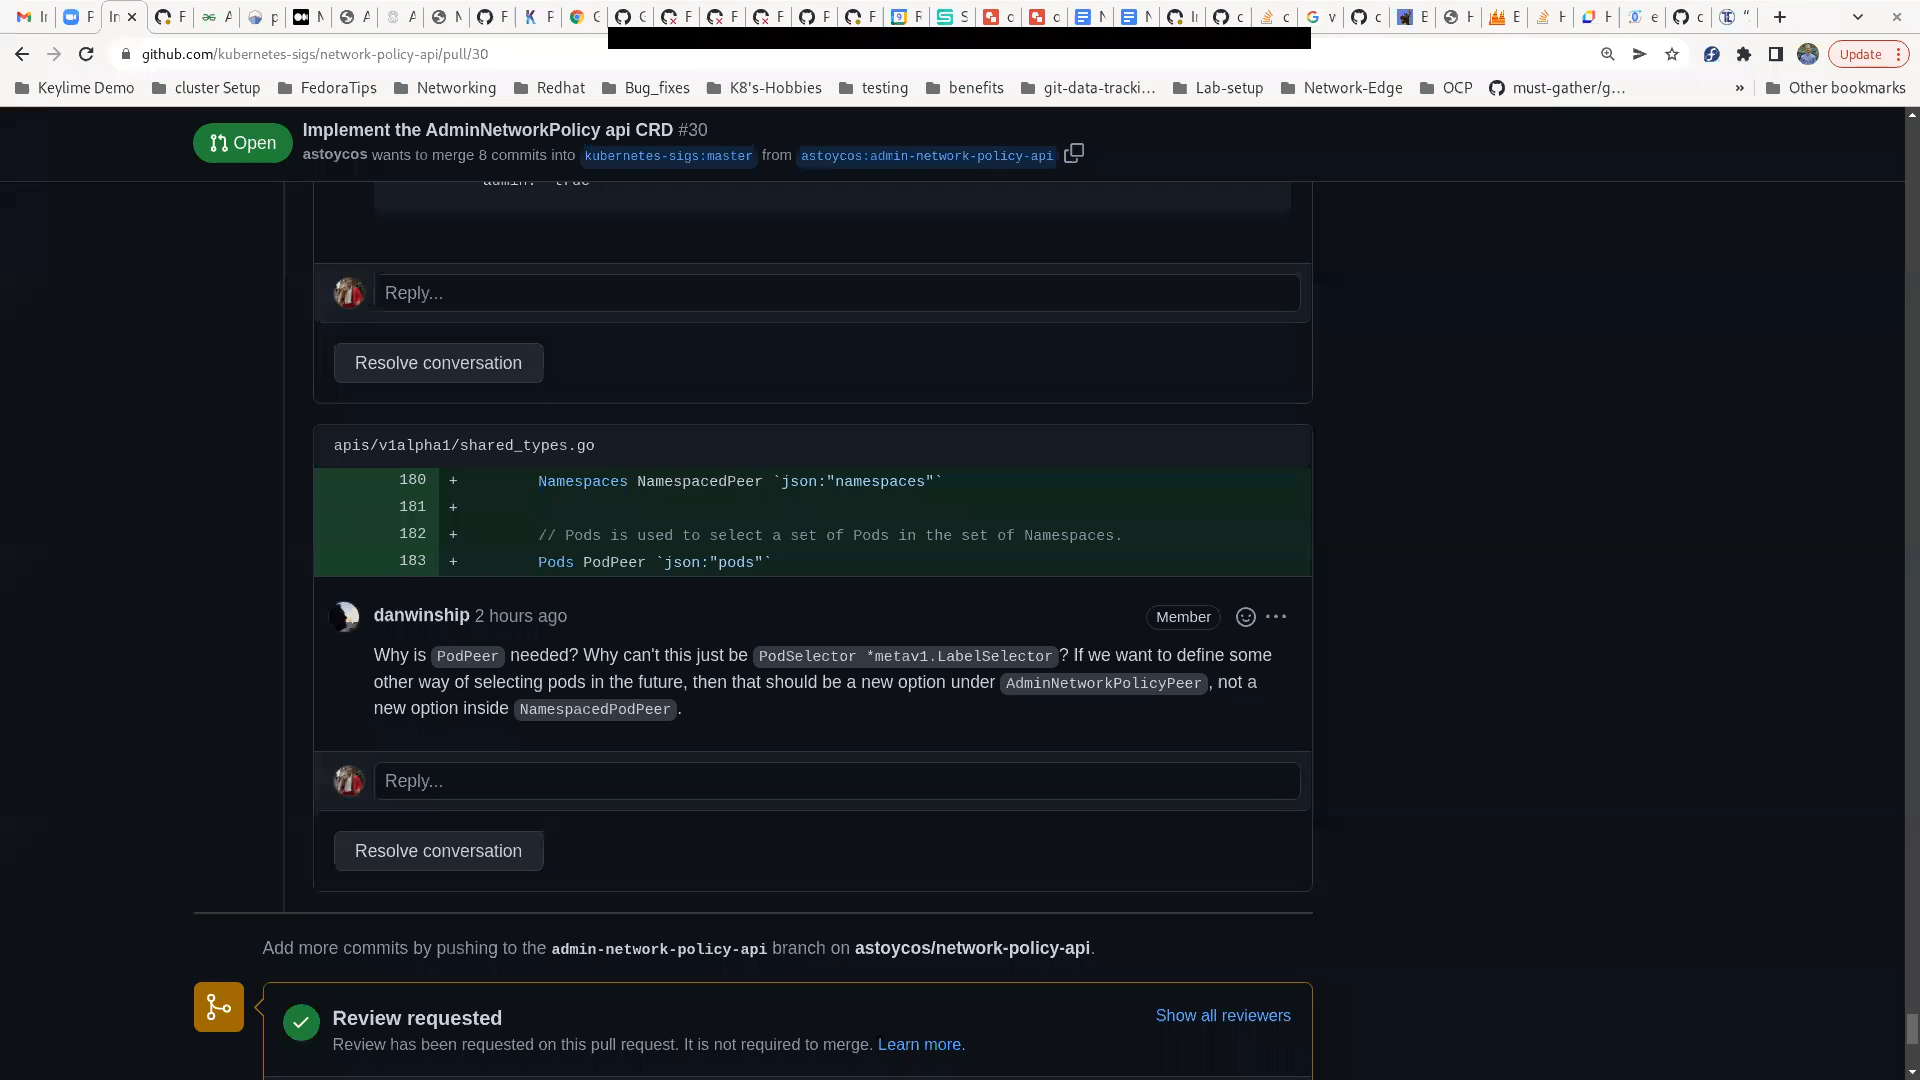 github.com/kubernetes-sigs/network-policy-api/pull/30
Update
Keylime Demo
cluster Setup
FedoraTips
Networking
Redhat
Bug_fixes
K8's-Hobbies
testing
benefits
git-data-tracki...
Lab-setup
Network-Edge
OCP
must-gather/g...
»
Other bookmarks
Open
Implement the AdminNetworkPolicy api CRD #30
astoycos wants to merge 8 commits into kubernetes-sigs:master from astoycos:admin-network-policy-api
Reply...
Resolve conversation
apis/v1alpha1/shared_types.go
180 + Namespaces NamespacedPeer `json:"namespaces"`
181 +
182 + // Pods is used to select a set of Pods in the set of Namespaces.
183 + Pods PodPeer `json:"pods"`
danwinship 2 hours ago
Member
Why is PodPeer needed? Why can't this just be PodSelector *metav1.LabelSelector? If we want to define some
other way of selecting pods in the future, then that should be a new option under AdminNetworkPolicyPeer, not a
new option inside NamespacedPodPeer.
Reply...
Resolve conversation
Add more commits by pushing to the admin-network-policy-api branch on astoycos/network-policy-api.
Review requested
Show all reviewers
Review has been requested on this pull request. It is not required to merge. Learn more.